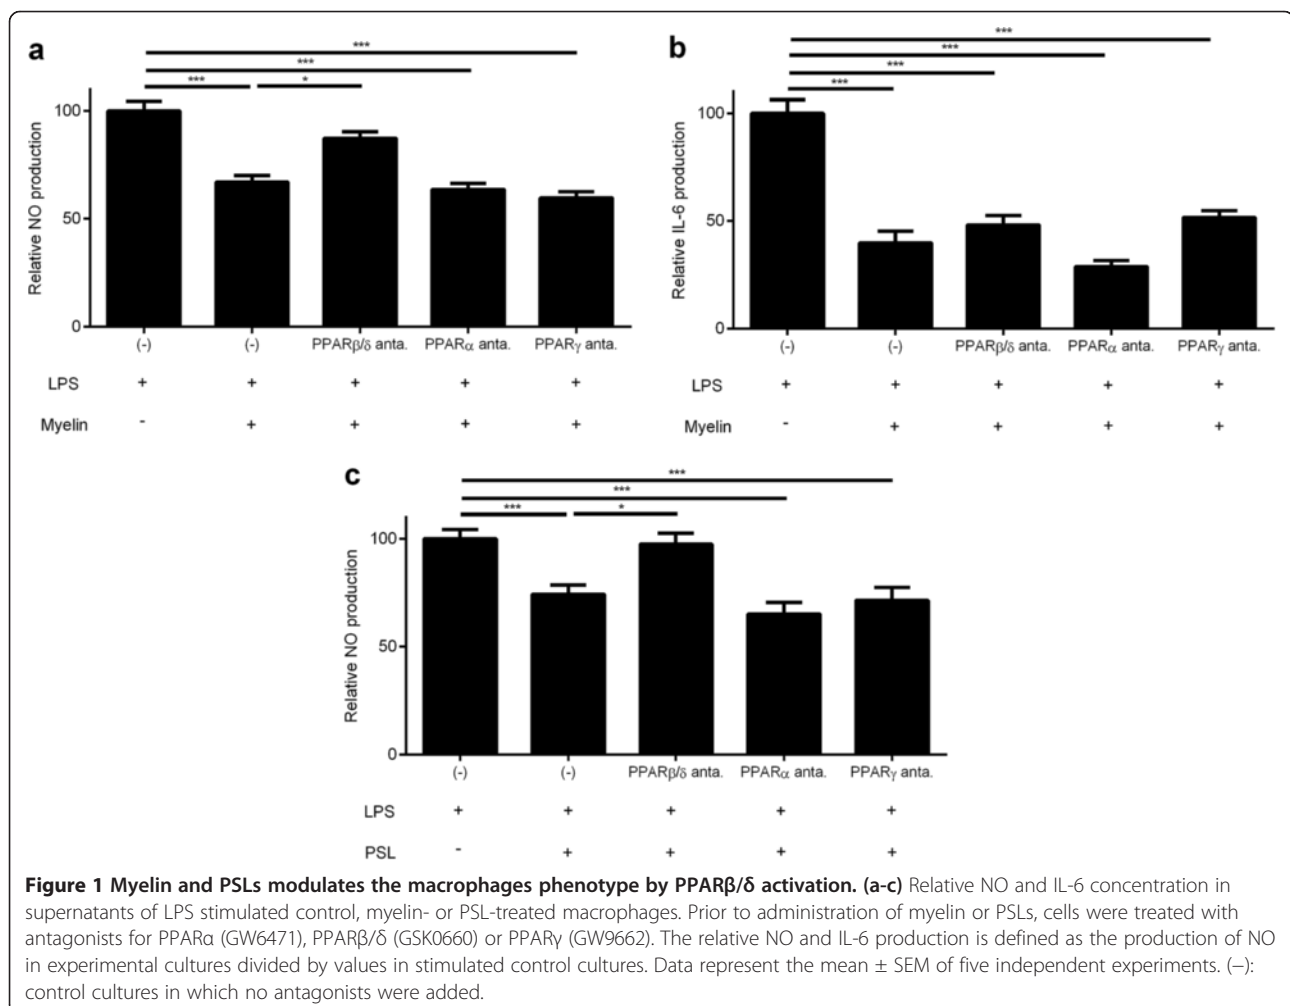 a
***
***
*** *
Relative NO production
100
50
0
(-) (-) PPARβ/δ anta. PPARα anta. PPARγ anta.
LPS + + + + +
Myelin - + + + +
b
***
***
***
***
Relative IL-6 production
100
50
0
(-) (-) PPARβ/δ anta. PPARα anta. PPARγ anta.
LPS + + + + +
Myelin - + + + +
c
***
***
*** *
Relative NO production
100
50
0
(-) (-) PPARβ/δ anta. PPARα anta. PPARγ anta.
LPS + + + + +
PSL - + + + +
Figure 1 Myelin and PSLs modulates the macrophages phenotype by PPARβ/δ activation. (a-c) Relative NO and IL-6 concentration in
supernatants of LPS stimulated control, myelin- or PSL-treated macrophages. Prior to administration of myelin or PSLs, cells were treated with
antagonists for PPARα (GW6471), PPARβ/δ (GSK0660) or PPARγ (GW9662). The relative NO and IL-6 production is defined as the production of NO
in experimental cultures divided by values in stimulated control cultures. Data represent the mean ± SEM of five independent experiments. (−):
control cultures in which no antagonists were added.